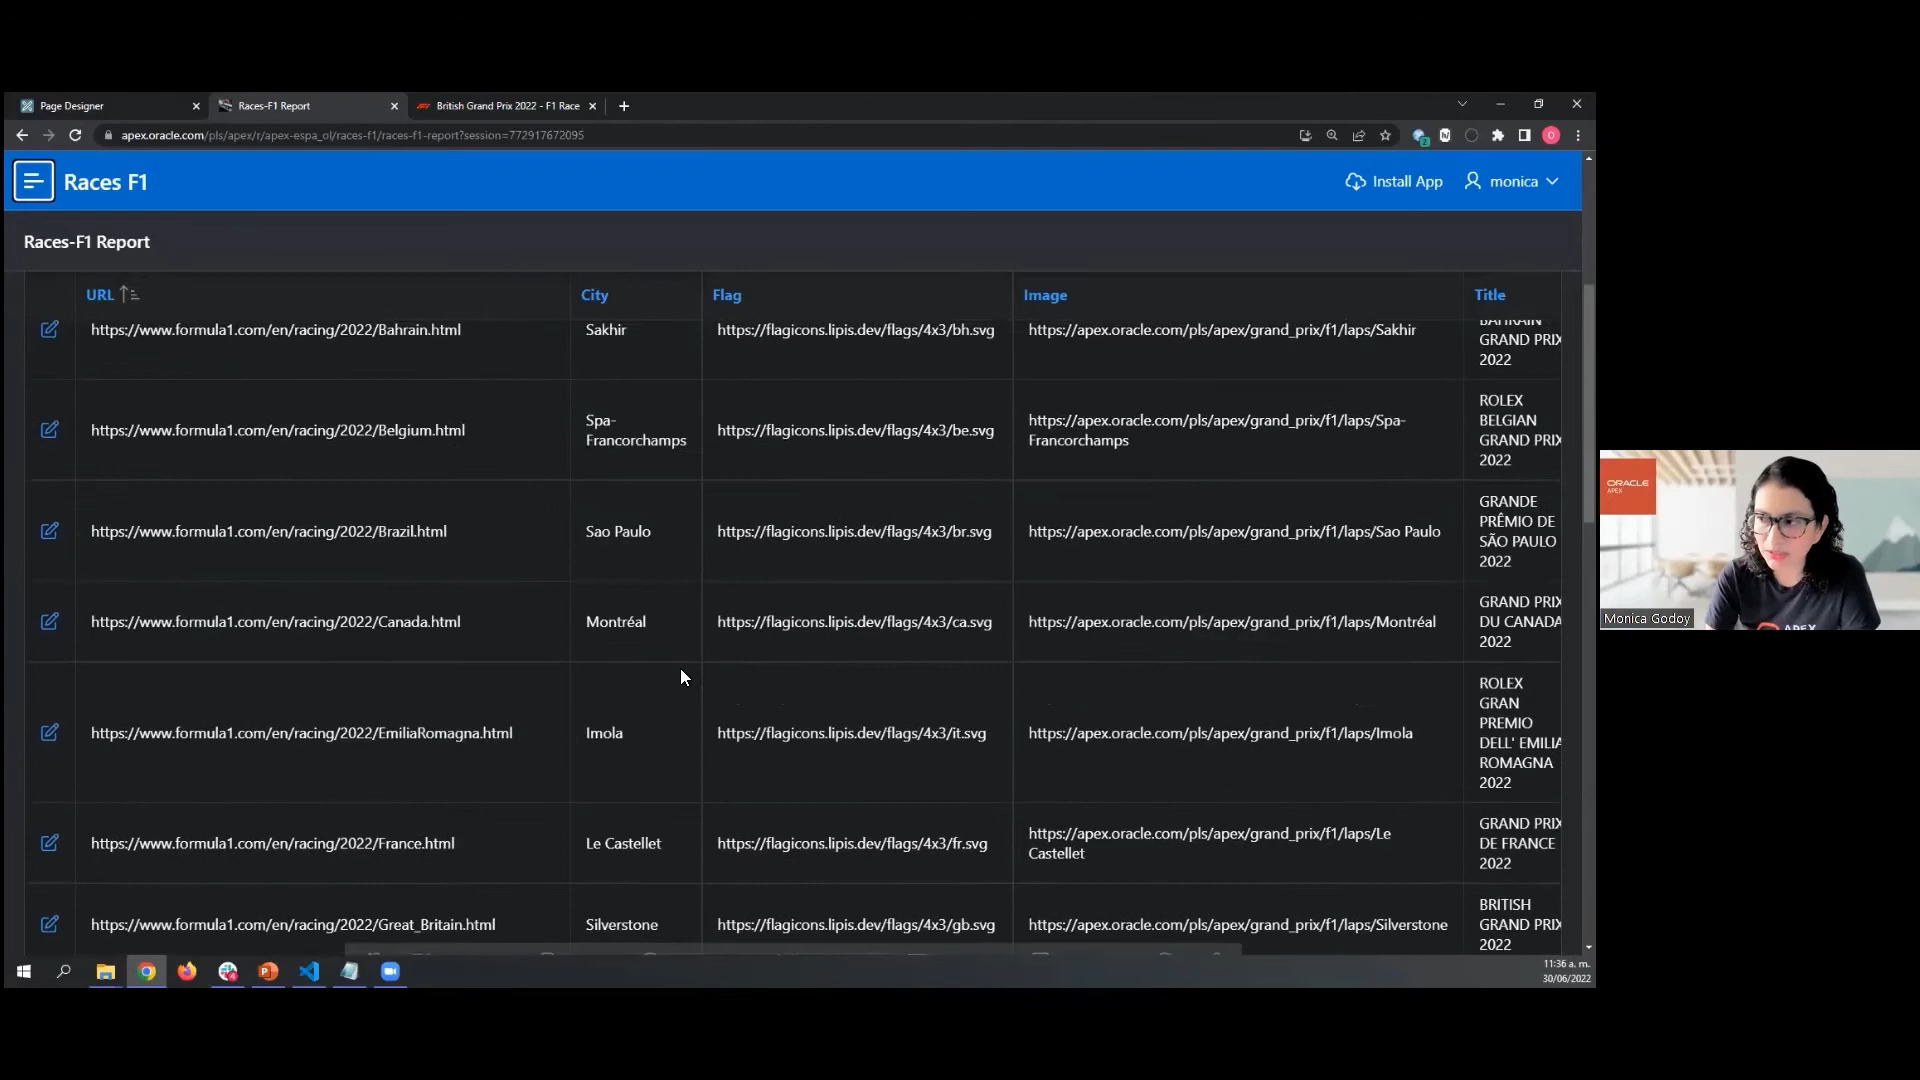 Page Designer
Races-F1 Report
British Grand Prix 2022 - F1 Race
apex.oracle.com/pls/apex/r/apex-espa_ol/races-f1/races-f1-report?session=772917672095
Races F1
Install App
monica
Races-F1 Report
URL
City
Flag
Image
Title
https://www.formula1.com/en/racing/2022/Bahrain.html
Sakhir
https://flagicons.lipis.dev/flags/4x3/bh.svg
https://apex.oracle.com/pls/apex/grand_prix/f1/laps/Sakhir
BAHRAIN
GRAND PRIX
2022
https://www.formula1.com/en/racing/2022/Belgium.html
Spa-
Francorchamps
https://flagicons.lipis.dev/flags/4x3/be.svg
https://apex.oracle.com/pls/apex/grand_prix/f1/laps/Spa-
Francorchamps
ROLEX
BELGIAN
GRAND PRIX
2022
https://www.formula1.com/en/racing/2022/Brazil.html
Sao Paulo
https://flagicons.lipis.dev/flags/4x3/br.svg
https://apex.oracle.com/pls/apex/grand_prix/f1/laps/Sao Paulo
GRANDE
PRÊMIO DE
SÃO PAULO
2022
https://www.formula1.com/en/racing/2022/Canada.html
Montréal
https://flagicons.lipis.dev/flags/4x3/ca.svg
https://apex.oracle.com/pls/apex/grand_prix/f1/laps/Montréal
GRAND PRIX
DU CANADA
2022
https://www.formula1.com/en/racing/2022/EmiliaRomagna.html
Imola
https://flagicons.lipis.dev/flags/4x3/it.svg
https://apex.oracle.com/pls/apex/grand_prix/f1/laps/Imola
ROLEX
GRAN
PREMIO
DELL' EMILIA
ROMAGNA
2022
https://www.formula1.com/en/racing/2022/France.html
Le Castellet
https://flagicons.lipis.dev/flags/4x3/fr.svg
https://apex.oracle.com/pls/apex/grand_prix/f1/laps/Le
Castellet
GRAND PRIX
DE FRANCE
2022
https://www.formula1.com/en/racing/2022/Great_Britain.html
Silverstone
https://flagicons.lipis.dev/flags/4x3/gb.svg
https://apex.oracle.com/pls/apex/grand_prix/f1/laps/Silverstone
BRITISH
GRAND PRIX
2022
11:36 a. m.
30/06/2022
ORACLE
APEX
APEX
Monica Godoy